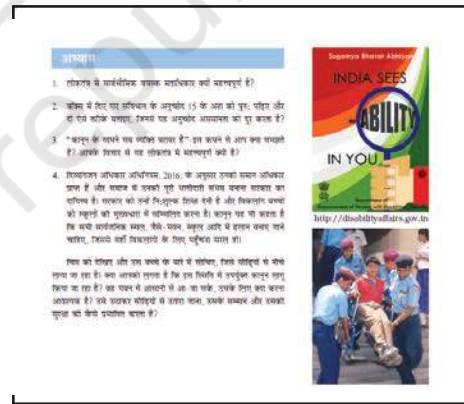 अभ्यास
1. लोकतंत्र में सार्वभौमिक वयस्क मताधिकार क्यों महत्वपूर्ण है?
2. बॉक्स में दिए गए संविधान के अनुच्छेद 15 के अंश को पुनः पढ़िए और
दो ऐसे तरीके बताइए, जिनसे यह अनुच्छेद असमानता को दूर करता है?
3. "कानून के सामने सब व्यक्ति बराबर हैं"-इस कथन से आप क्या समझते
हैं? आपके विचार से यह लोकतंत्र में महत्वपूर्ण क्यों है?
4. दिव्यांगजन अधिकार अधिनियम, 2016, के अनुसार उनको समान अधिकार
प्राप्त हैं और समाज में उनकी पूरी भागीदारी संभव बनाना सरकार का
दायित्व है। सरकार को उन्हें निःशुल्क शिक्षा देनी है और विकलांग बच्चों
को स्कूलों की मुख्यधारा में सम्मिलित करना है। कानून यह भी कहता है
कि सभी सार्वजनिक स्थल, जैसे-भवन, स्कूल आदि में ढलान बनाए जाने
चाहिए, जिससे वहाँ विकलांगों के लिए पहुँचना सरल हो।
चित्र को देखिए और उस बच्चे के बारे में सोचिए, जिसे सीढ़ियों से नीचे
लाया जा रहा है। क्या आपको लगता है कि इस स्थिति में उपर्युक्त कानून लागू
किया जा रहा है? वह भवन में आसानी से आ-जा सके, उसके लिए क्या करना
आवश्यक है? उसे उठाकर सीढ़ियों से उतारा जाना, उसके सम्मान और उसकी
सुरक्षा को कैसे प्रभावित करता है?
Sugamya Bharat Abhiyan
INDIA SEES
ABILITY
IN YOU
http://disabilityaffairs.gov.in